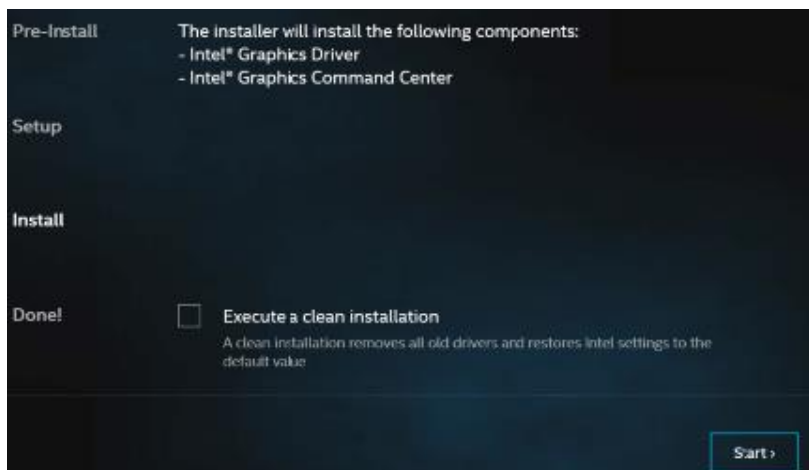 Pre-Install
The installer will install the following components:
- Intel® Graphics Driver
- Intel® Graphics Command Center
Setup
Install
Done!
Execute a clean installation
A clean installation removes all old drivers and restores Intel settings to the
default value
Start ›